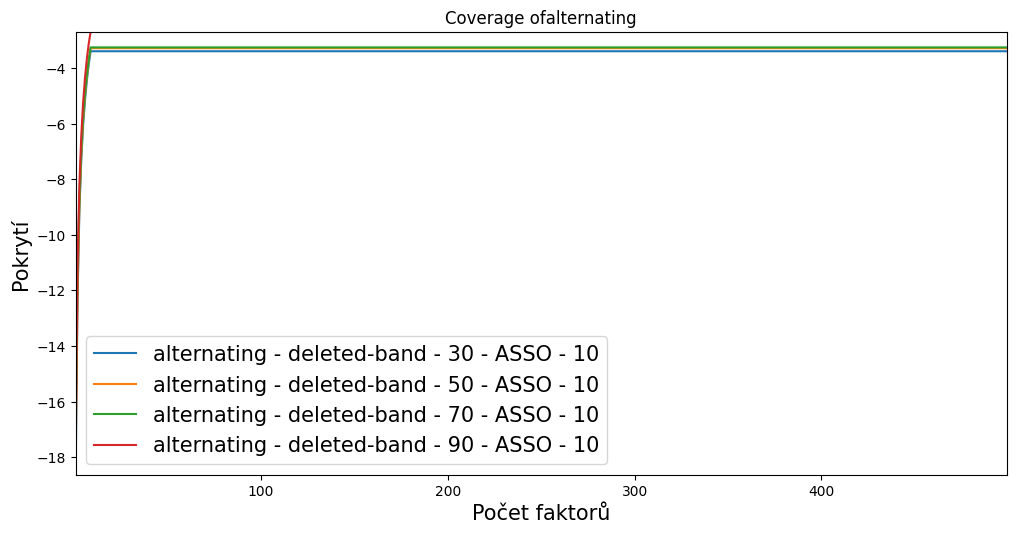 Coverage ofalternating
Pokrytí
−4
−6
−8
−10
−12
−14
−16
−18
alternating - deleted-band - 30 - ASSO - 10
alternating - deleted-band - 50 - ASSO - 10
alternating - deleted-band - 70 - ASSO - 10
alternating - deleted-band - 90 - ASSO - 10
100 200 300 400
Počet faktorů